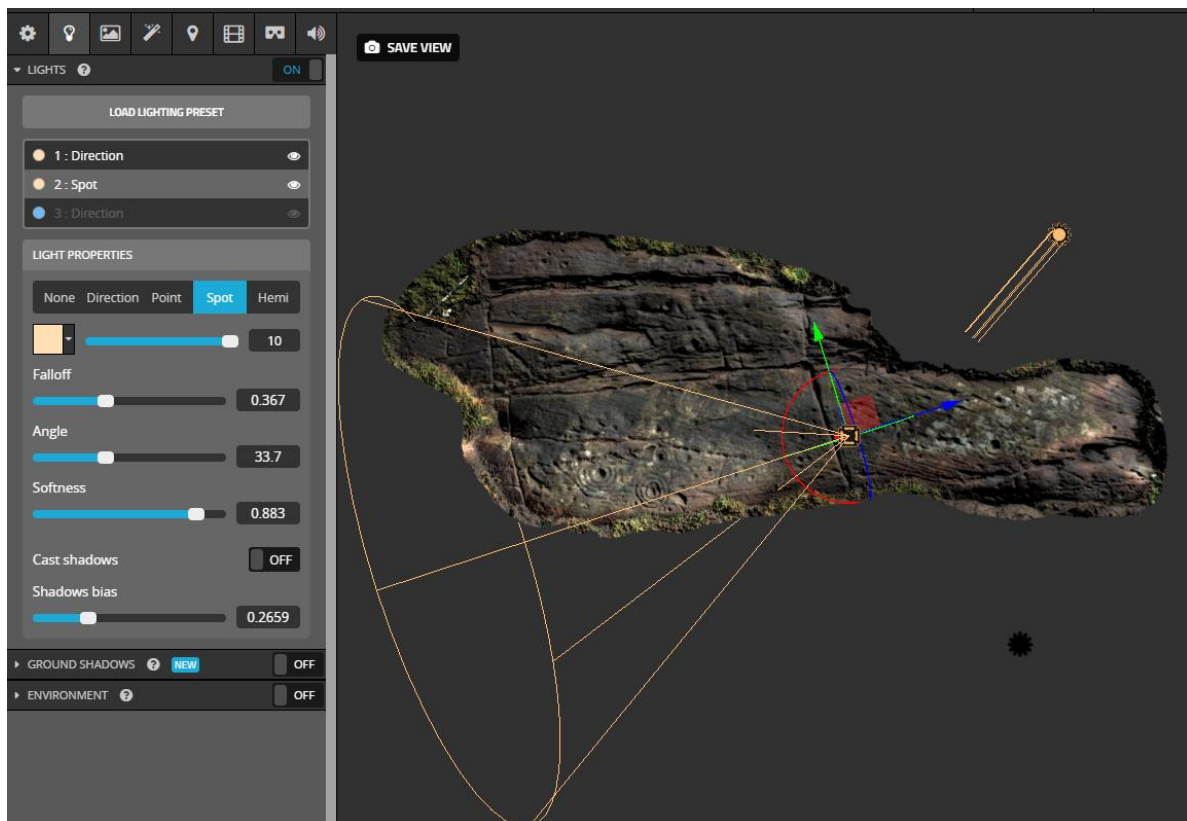 SAVE VIEW
LIGHTS ? ON
LOAD LIGHTING PRESET
1 : Direction
2 : Spot
3 : Direction
LIGHT PROPERTIES
None Direction Point Spot Hemi
10
Falloff
0.367
Angle
33.7
Softness
0.883
Cast shadows OFF
Shadows bias
0.2659
GROUND SHADOWS ? NEW OFF
ENVIRONMENT ? OFF